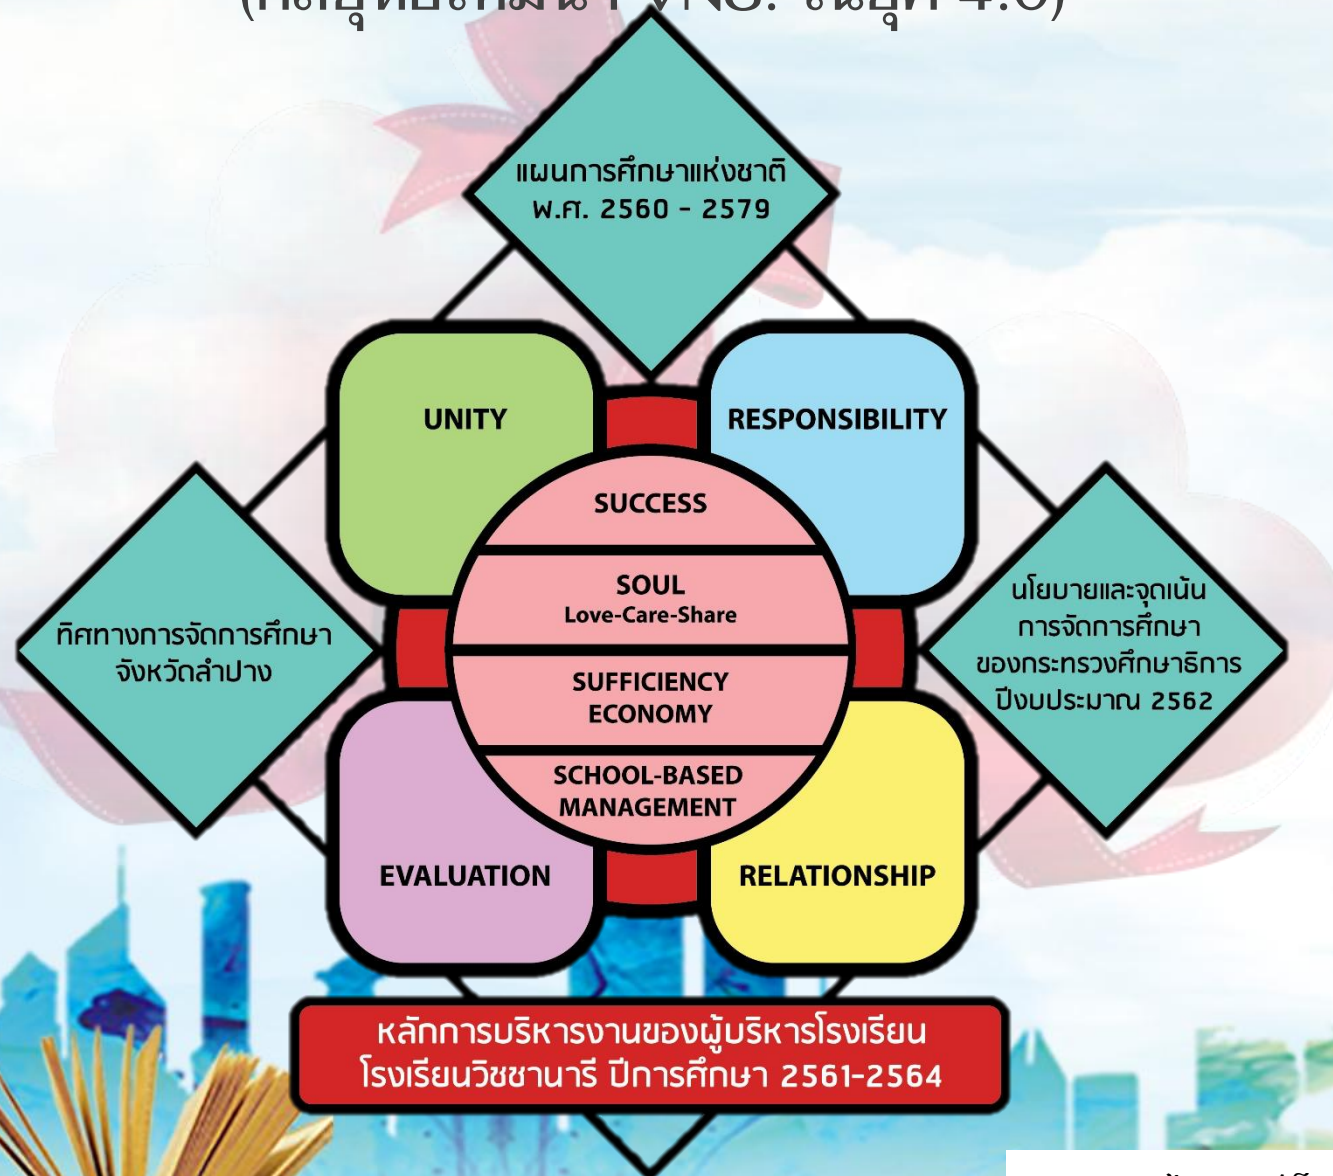 แผนการศึกษาแห่งชาติ
พ.ศ. 2560 - 2579
UNITY
RESPONSIBILITY
SUCCESS
SOUL
Love-Care-Share
SUFFICIENCY
ECONOMY
SCHOOL-BASED
MANAGEMENT
ทิศทางการจัดการศึกษา
จังหวัดลำปาง
นโยบายและจุดเน้น
การจัดการศึกษา
ของกระทรวงศึกษาธิการ
ปีงบประมาณ 2562
EVALUATION
RELATIONSHIP
หลักการบริหารงานของผู้บริหารโรงเรียน
โรงเรียนวิชชานารี ปีการศึกษา 2561-2564